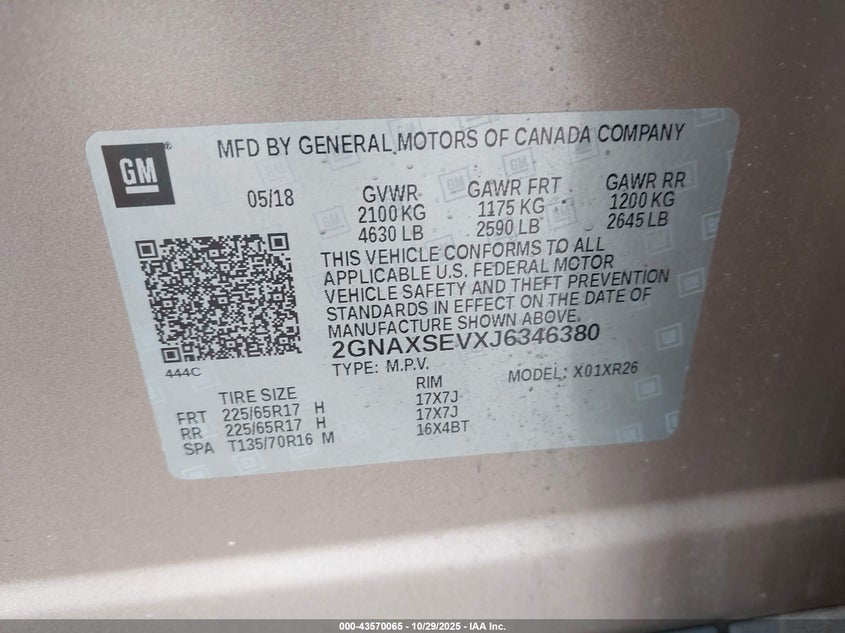 GM
MFD BY GENERAL MOTORS OF CANADA COMPANY
05/18
GVWR GAWR FRT GAWR RR
2100 KG 1175 KG 1200 KG
4630 LB 2590 LB 2645 LB
THIS VEHICLE CONFORMS TO ALL
APPLICABLE U.S. FEDERAL MOTOR
VEHICLE SAFETY AND THEFT PREVENTION
STANDARDS IN EFFECT ON THE DATE OF
MANUFACTURE SHOWN ABOVE.
2GNAXSEVXJ6346380
444C
TYPE: M.P.V. MODEL: X01XR26
TIRE SIZE RIM
FRT 225/65R17 H 17X7J
RR 225/65R17 H 17X7J
SPA T135/70R16 M 16X4BT
000-43570065 - 10/29/2025 - IAA Inc.